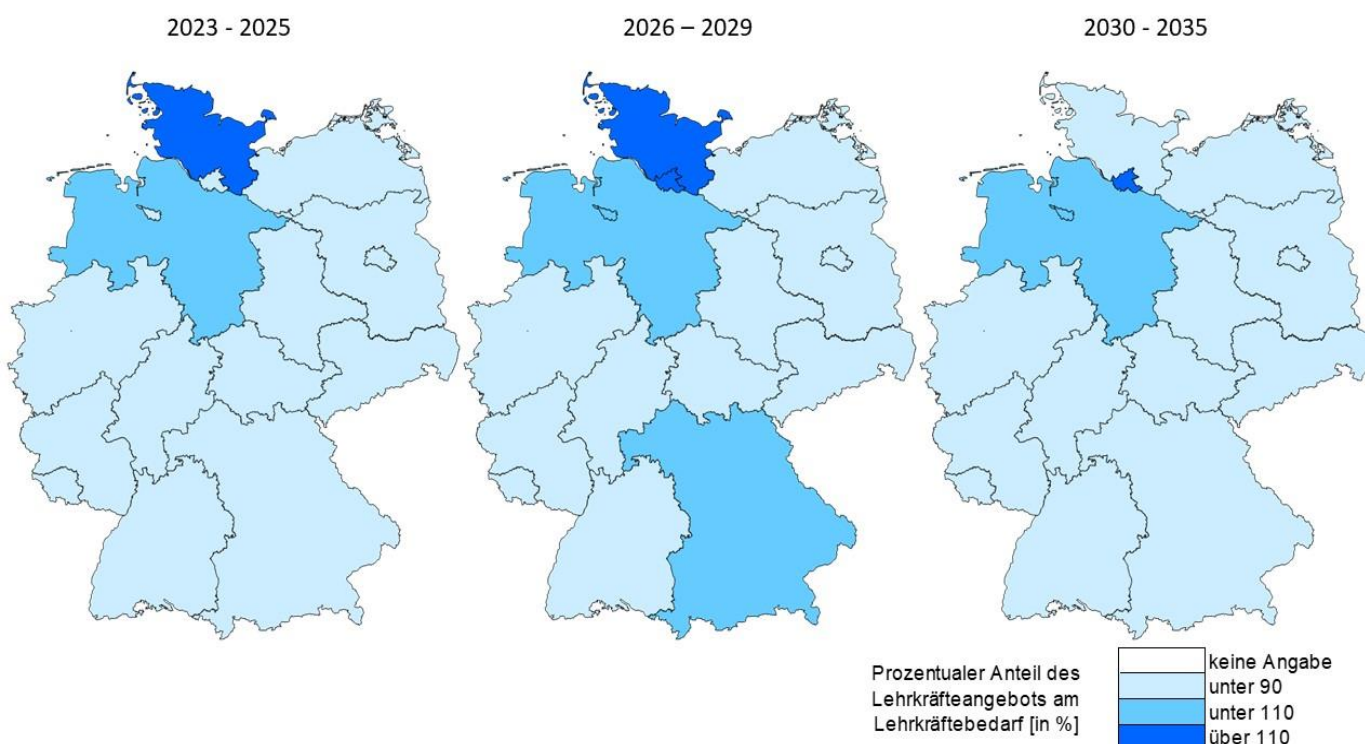 2023 - 2025
2026 – 2029
2030 - 2035
Prozentualer Anteil des
Lehrkräfteangebots am
Lehrkräftebedarf [in %]
keine Angabe
unter 90
unter 110
über 110